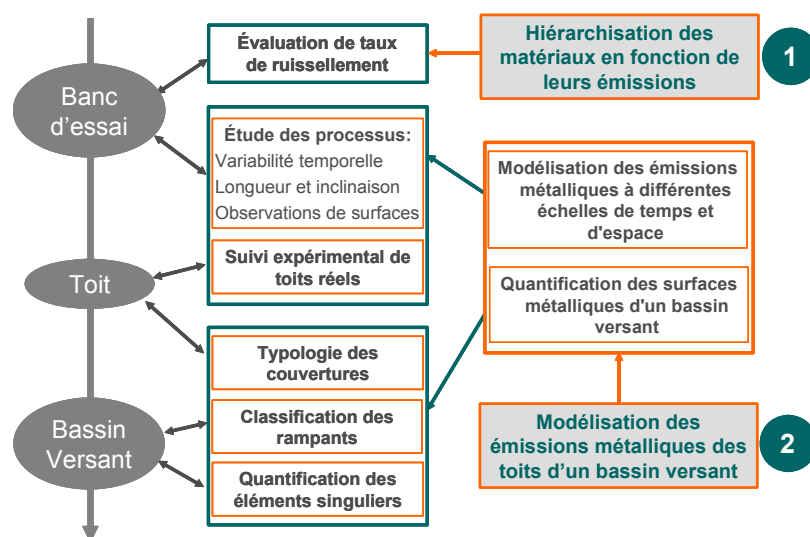 Banc
d'essai
Toit
Bassin
Versant
Évaluation de taux
de ruissellement
Étude des processus:
Variabilité temporelle
Longueur et inclinaison
Observations de surfaces
Suivi expérimental de
toits réels
Typologie des
couvertures
Classification des
rampants
Quantification des
éléments singuliers
Hiérarchisation des
matériaux en fonction de
leurs émissions
1
Modélisation des émissions
métalliques à différentes
échelles de temps et
d'espace
Quantification des surfaces
métalliques d'un bassin
versant
Modélisation des
émissions métalliques des
toits d'un bassin versant
2